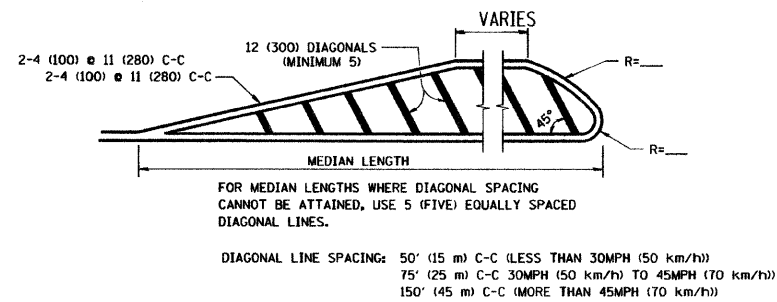 VARIES
2-4 (100) @ 11 (280) C-C
2-4 (100) @ 11 (280) C-C
12 (300) DIAGONALS
(MINIMUM 5)
R=___
45°
R=___
MEDIAN LENGTH
FOR MEDIAN LENGTHS WHERE DIAGONAL SPACING
CANNOT BE ATTAINED, USE 5 (FIVE) EQUALLY SPACED
DIAGONAL LINES.
DIAGONAL LINE SPACING: 50' (15 m) C-C (LESS THAN 30MPH (50 km/h))
75' (25 m) C-C 30MPH (50 km/h) TO 45MPH (70 km/h))
150' (45 m) C-C (MORE THAN 45MPH (70 km/h))